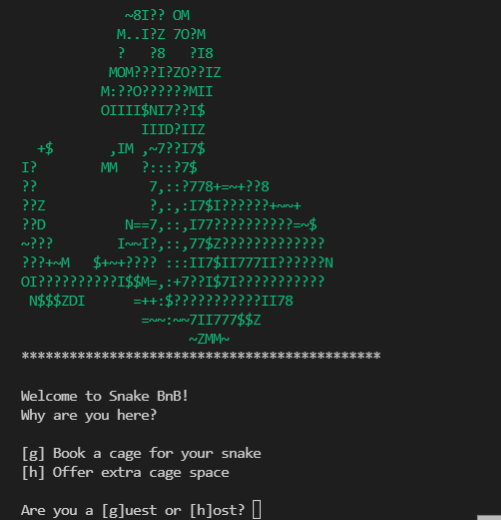 ~8I?? OM
M..I?Z 7O?M
? ?8 ?I8
MOM???I?ZO??IZ
M:??O??????MII
OIIII$NI7??I$
IIID?IIZ
+$ ,IM ,~7??I7$
I? MM ?:::?7$
?? 7,::?778+=~+??8
??Z ?,:,:I7$I??????+~~+
??D N==7,::,I77??????????=~$
~??? I~~I?,::,77$Z?????????????
???+~M $+~+???? :::II7$II777II??????N
OI??????????I$$M=,:+7??I$7I???????????
N$$$ZDI =++:$???????????II78
=~~:~~7II777$$Z
~ZMM~
*********************************************
Welcome to Snake BnB!
Why are you here?
[g] Book a cage for your snake
[h] Offer extra cage space
Are you a [g]uest or [h]ost?